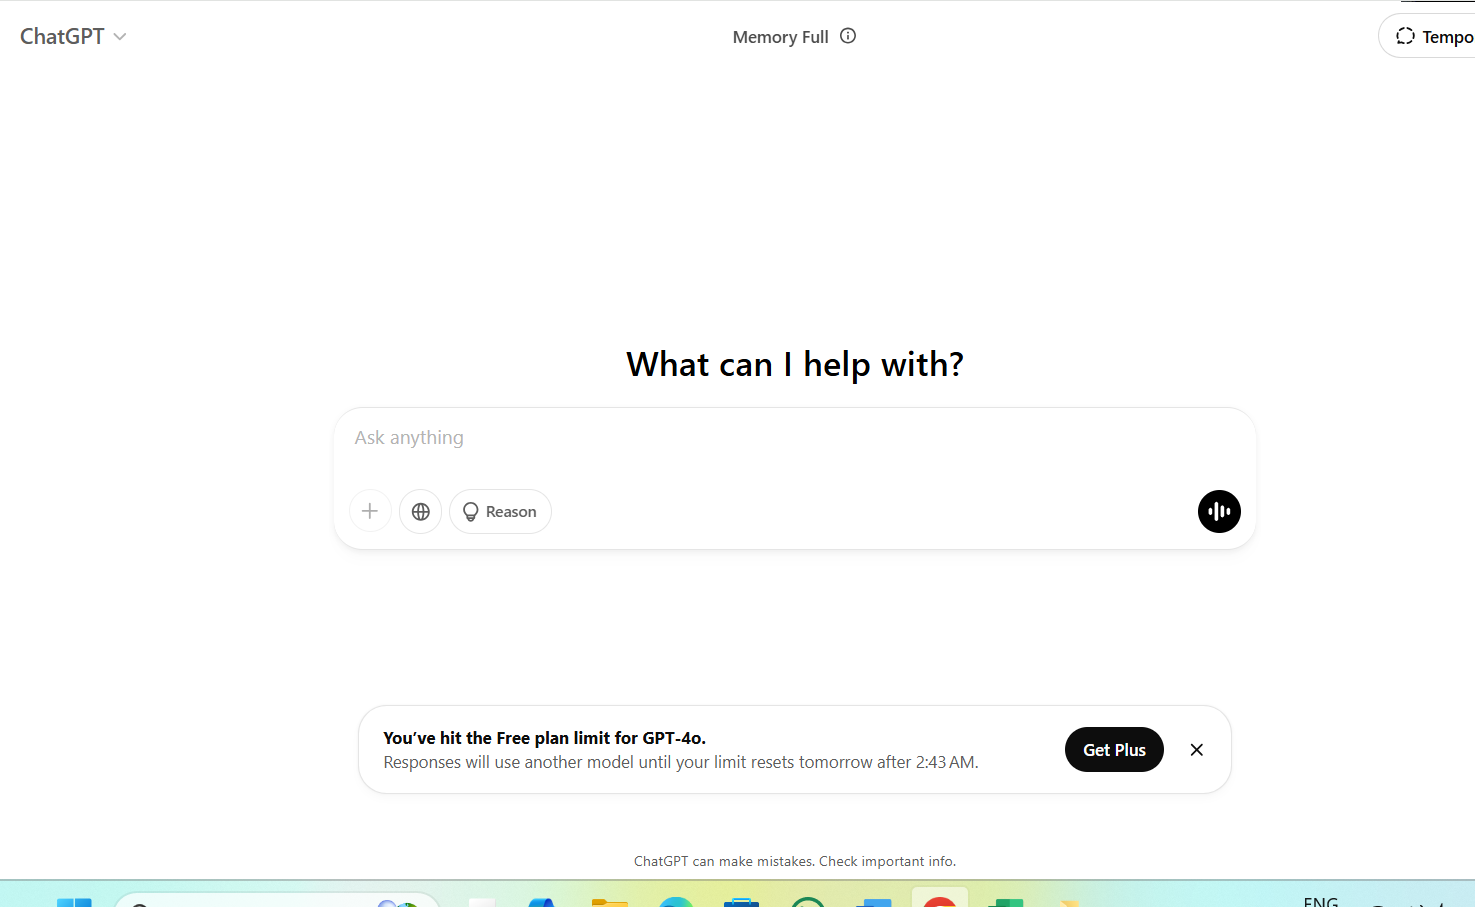 ChatGPT
Memory Full
Tempo
What can I help with?
Ask anything
Reason
You’ve hit the Free plan limit for GPT-4o.
Responses will use another model until your limit resets tomorrow after 2:43 AM.
Get Plus
ChatGPT can make mistakes. Check important info.
ENG